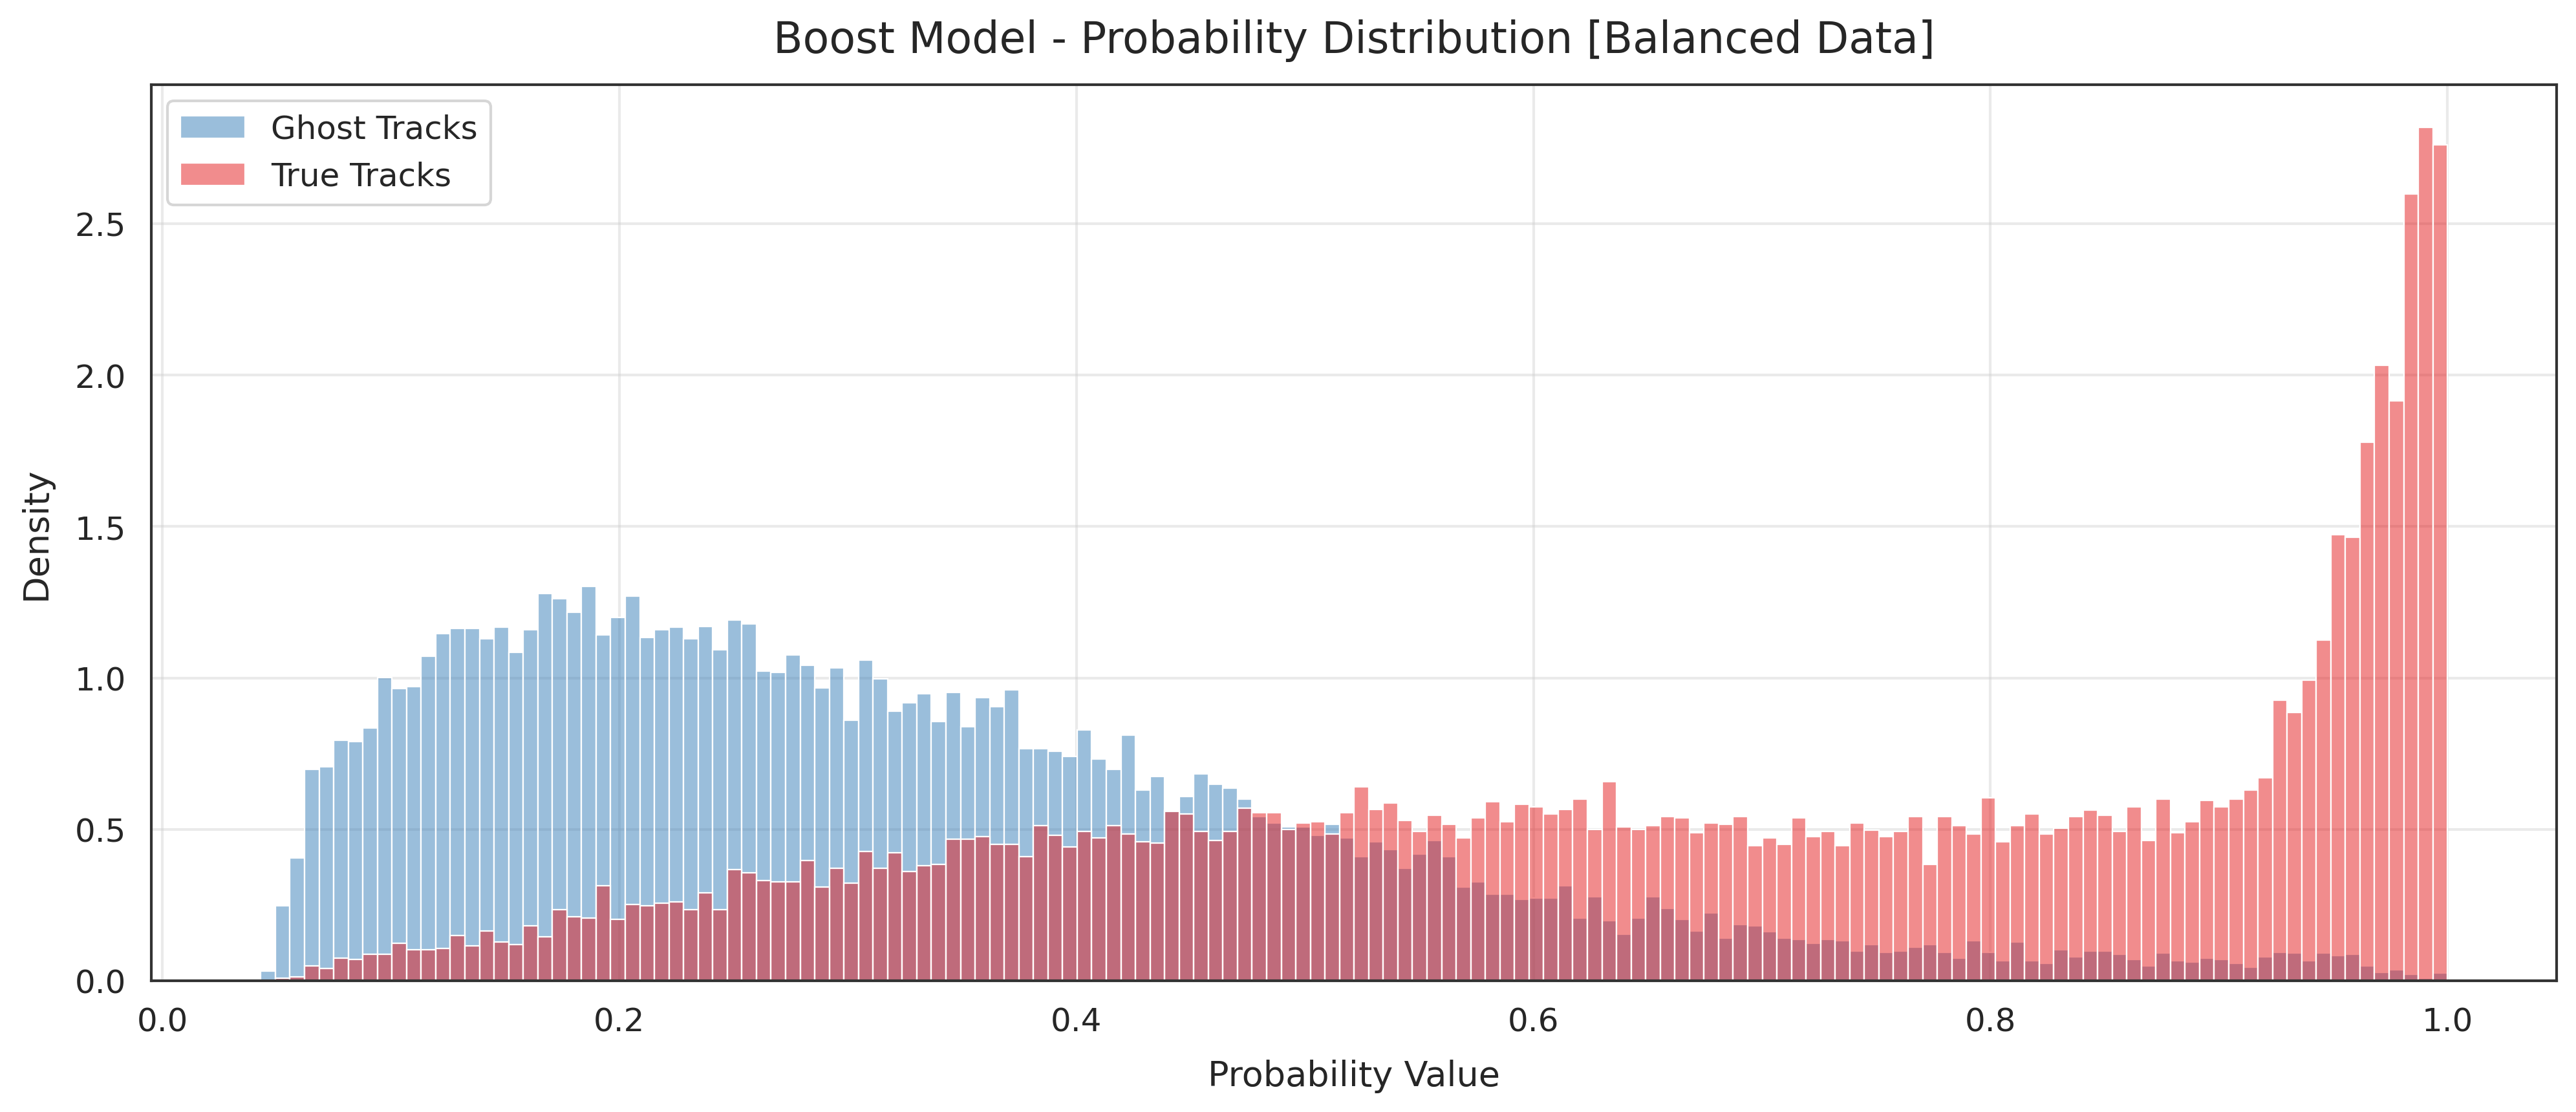 Boost Model - Probability Distribution [Balanced Data]
Ghost Tracks
True Tracks
Density
2.5
2.0
1.5
1.0
0.5
0.0
0.0 0.2 0.4 0.6 0.8 1.0
Probability Value